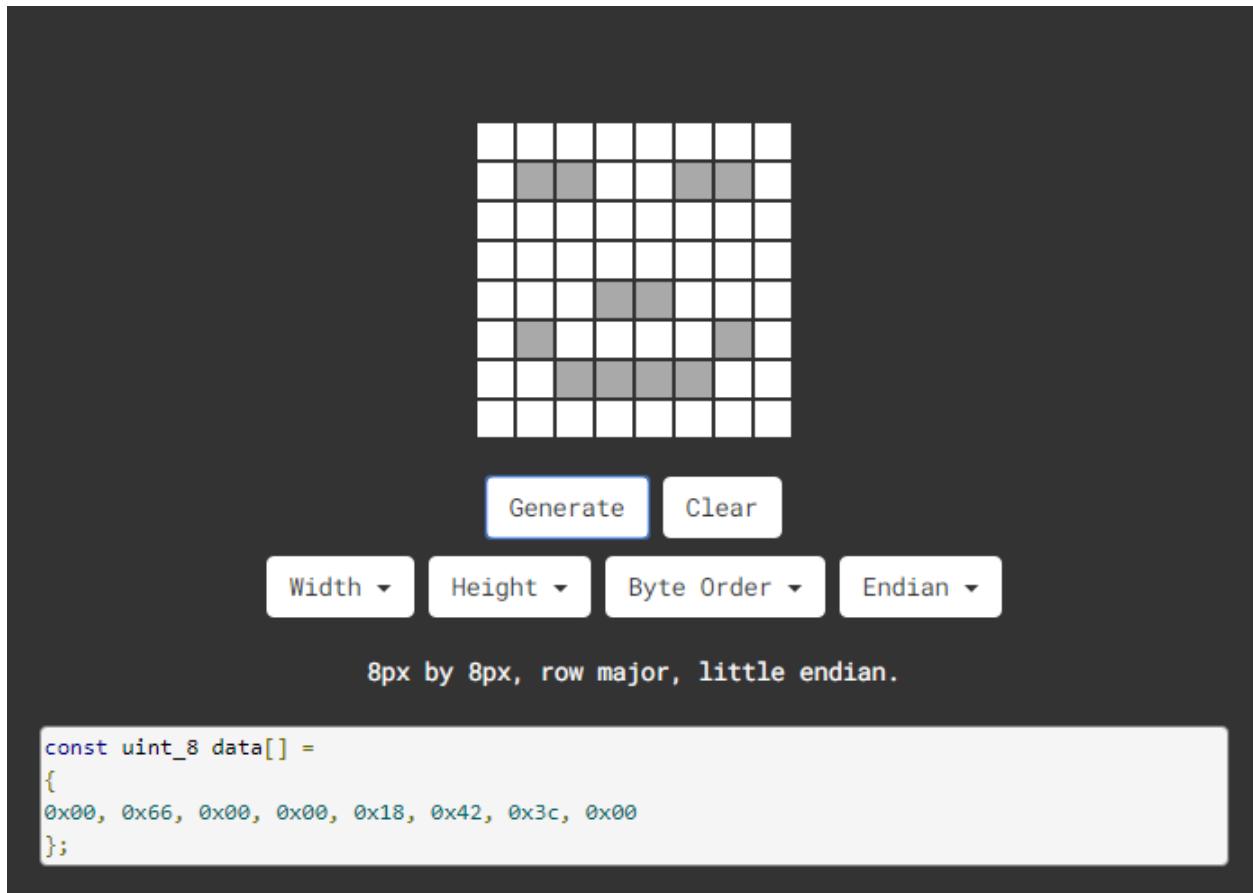 Generate Clear
Width Height Byte Order Endian
8px by 8px, row major, little endian.
const uint_8 data[] =
{
0x00, 0x66, 0x00, 0x00, 0x18, 0x42, 0x3c, 0x00
};